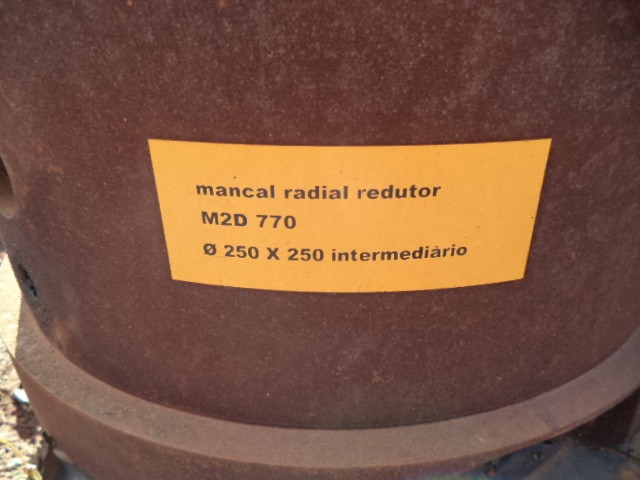 mancal radial redutor
M2D 770
Ø 250 X 250 intermediário